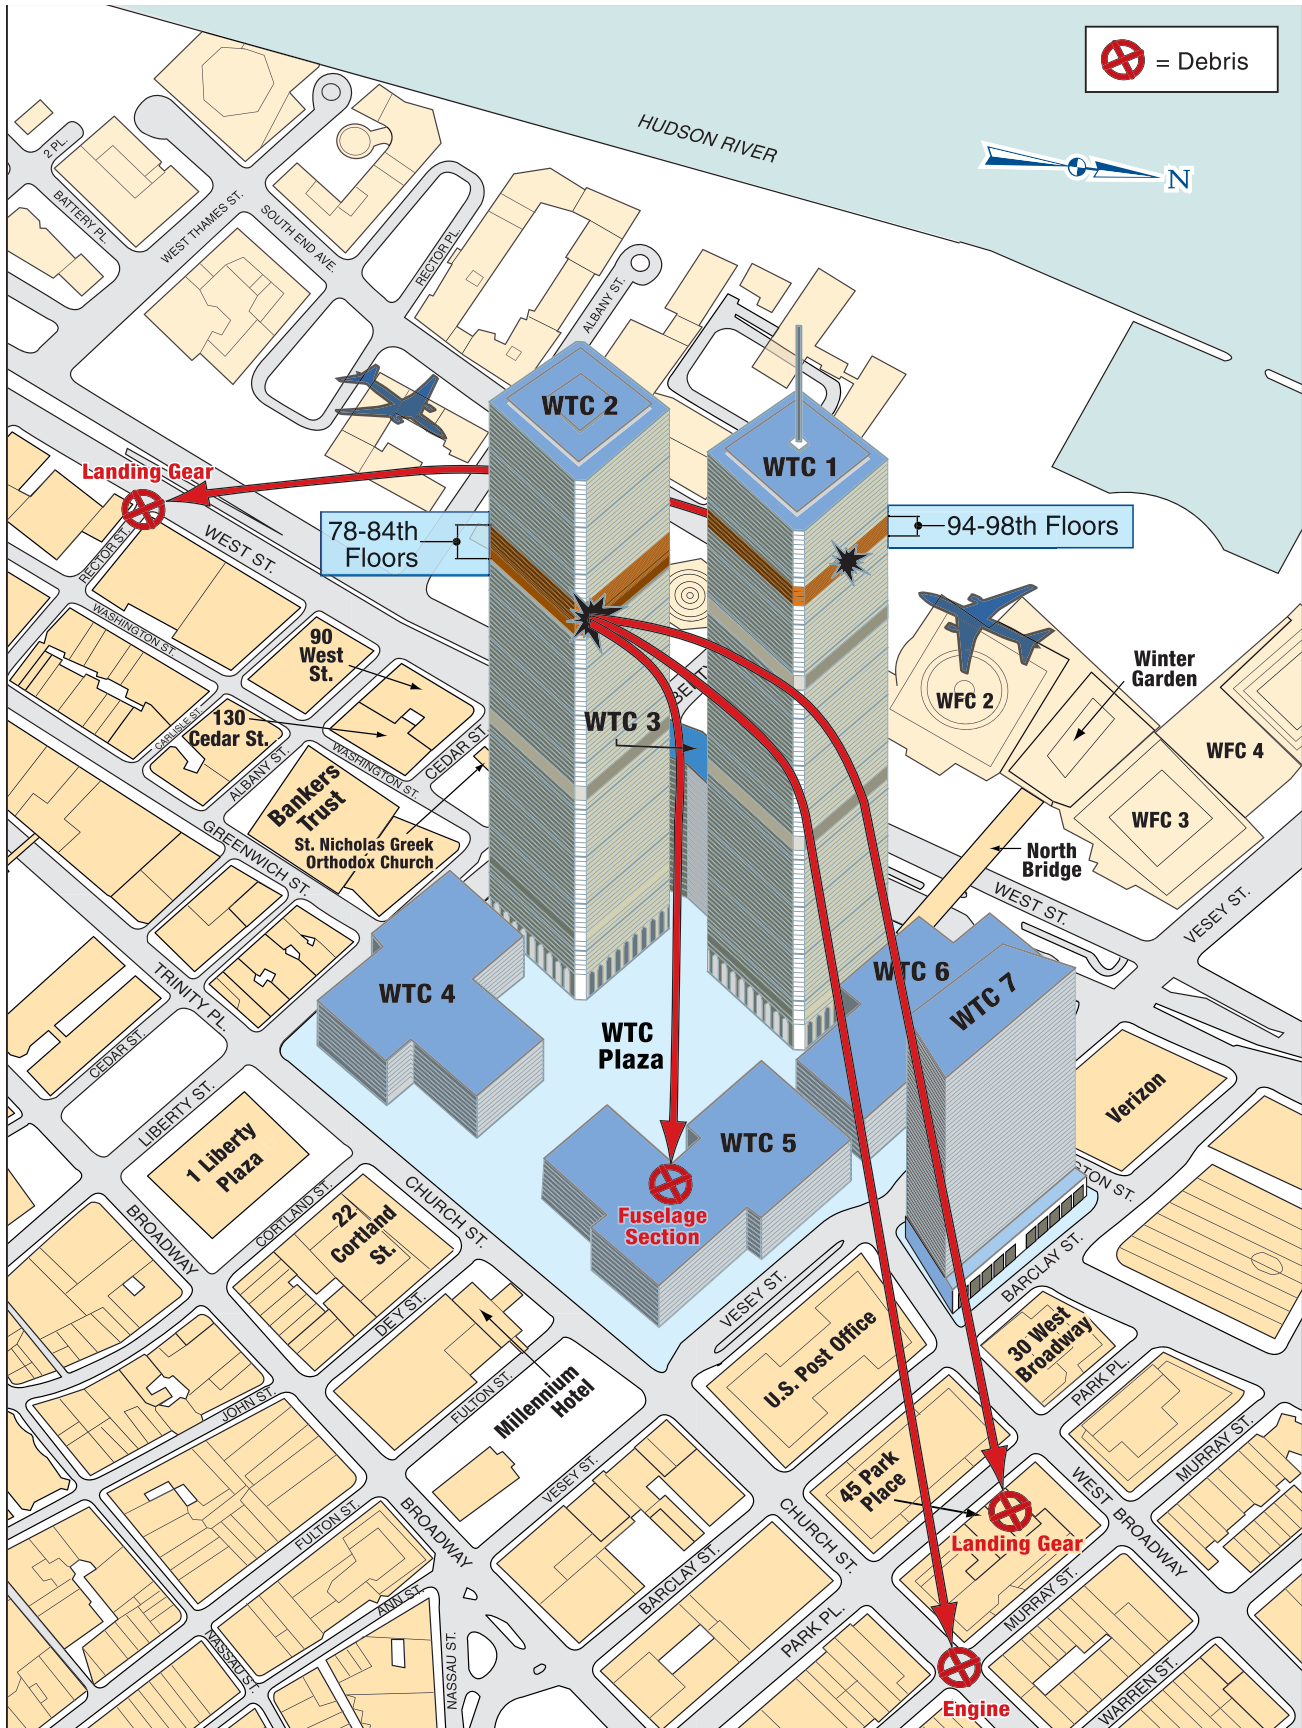 = Debris
HUDSON RIVER
N
2 PL.
BATTERY PL.
WEST THAMES ST.
SOUTH END AVE.
RECTOR PL.
ALBANY ST.
WTC 2
WTC 1
Landing Gear
78-84th
Floors
94-98th Floors
RECTOR ST.
WEST ST.
WASHINGTON ST.
90
West
St.
130
Cedar St.
CARLISLE ST.
ALBANY ST.
WASHINGTON ST.
CEDAR ST.
Bankers
Trust
St. Nicholas Greek
Orthodox Church
GREENWICH ST.
WTC 3
BERTY
WFC 2
Winter
Garden
WFC 4
WFC 3
North
Bridge
WEST ST.
VESEY ST.
WTC 4
WTC
Plaza
WTC 6
WTC 7
TRINITY PL.
CEDAR ST.
LIBERTY ST.
1 Liberty
Plaza
WTC 5
Fuselage
Section
Verizon
TON ST.
BROADWAY
CORTLAND ST.
22
Cortland
St.
CHURCH ST.
DEY ST.
VESEY ST.
BARCLAY ST.
U.S. Post Office
30 West
Broadway
PARK PL.
Millennium
Hotel
JOHN ST.
FULTON ST.
MURRAY ST.
VESEY ST.
45 Park
Place
Landing Gear
WEST BROADWAY
FULTON ST.
BROADWAY
CHURCH ST.
BARCLAY ST.
ANN ST.
PARK PL.
MURRAY ST.
NASSAU ST.
NASSAU ST.
WARREN ST.
Engine